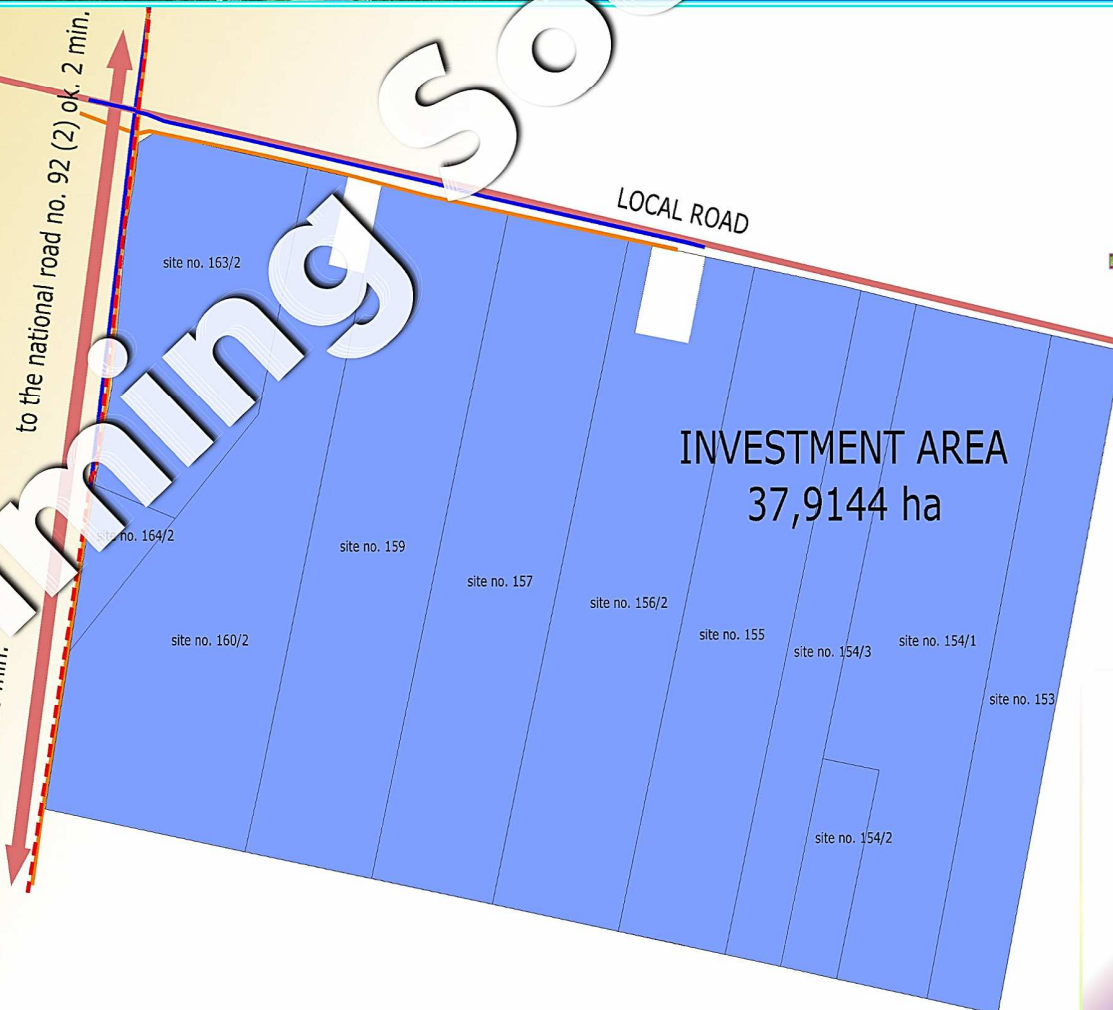 to the national road no. 92 (2) ok. 2 min.
LOCAL ROAD
site no. 163/2
INVESTMENT AREA
37,9144 ha
site no. 164/2
site no. 159
site no. 157
site no. 156/2
site no. 155
site no. 160/2
site no. 154/3
site no. 154/1
site no. 153
site no. 154/2
min.
ming So